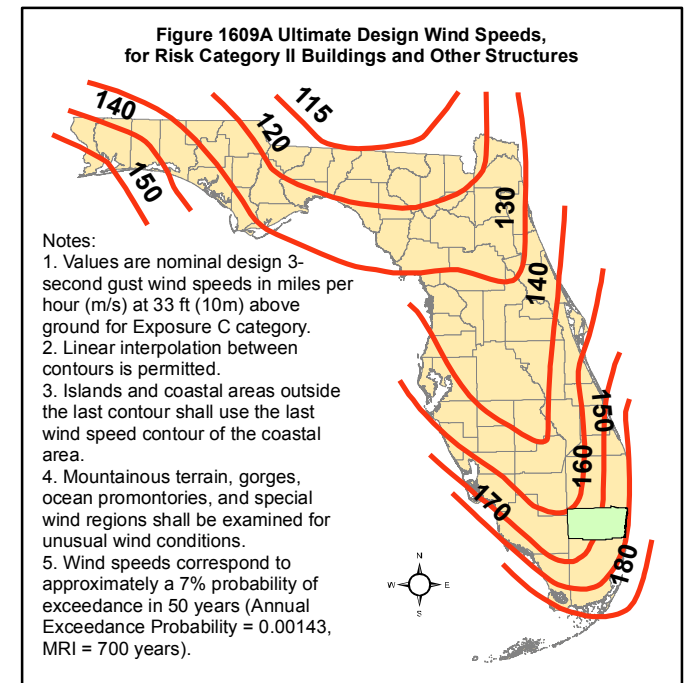 Figure 1609A Ultimate Design Wind Speeds,
for Risk Category II Buildings and Other Structures
115
140
120
150
130
Notes:
1. Values are nominal design 3-
second gust wind speeds in miles per
hour (m/s) at 33 ft (10m) above
ground for Exposure C category.
2. Linear interpolation between
contours is permitted.
3. Islands and coastal areas outside
the last contour shall use the last
wind speed contour of the coastal
area.
4. Mountainous terrain, gorges,
ocean promontories, and special
wind regions shall be examined for
unusual wind conditions.
5. Wind speeds correspond to
approximately a 7% probability of
exceedance in 50 years (Annual
Exceedance Probability = 0.00143,
MRI = 700 years).
140
150
160
170
180
N
W E
S